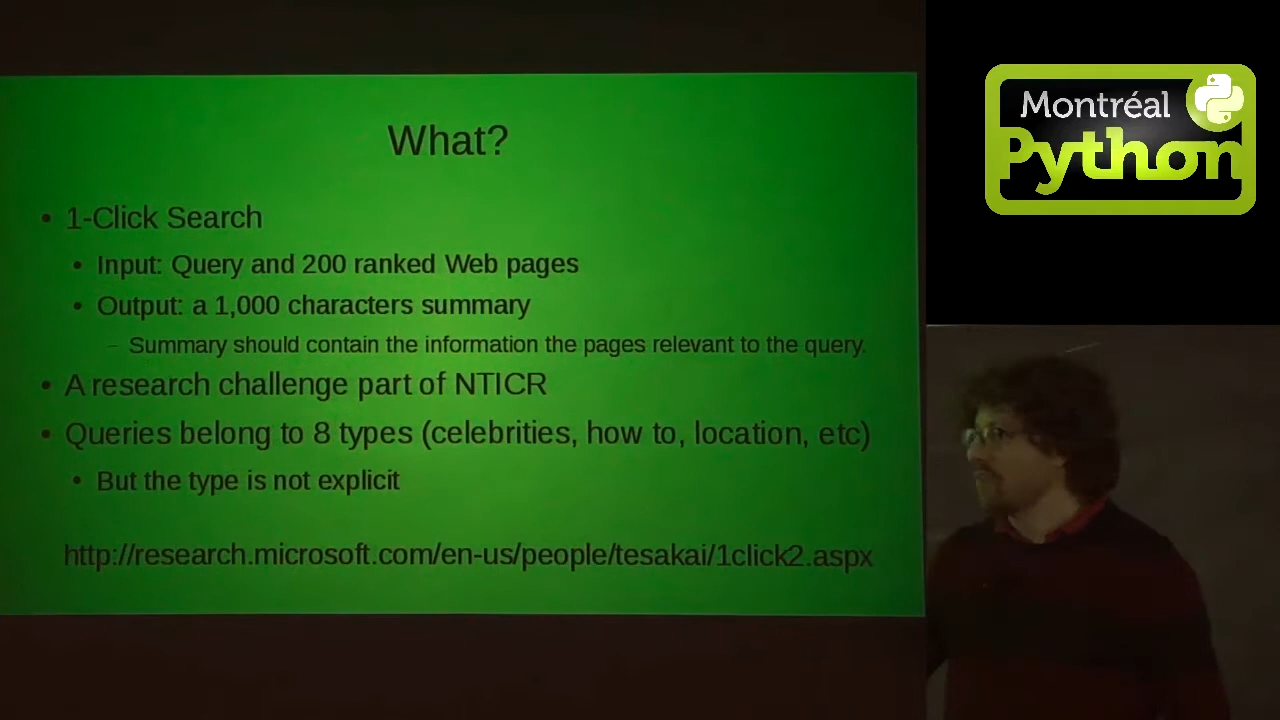 What?
• 1-Click Search
• Input: Query and 200 ranked Web pages
• Output: a 1,000 characters summary
– Summary should contain the information the pages relevant to the query.
• A research challenge part of NTICR
• Queries belong to 8 types (celebrities, how to, location, etc)
• But the type is not explicit
http://research.microsoft.com/en-us/people/tesakai/1click2.aspx
Montréal
Python